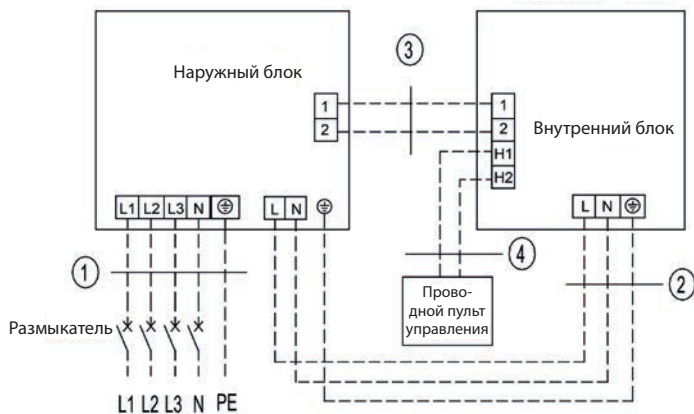 Наружный блок
③
1
2
1
2
H1
H2
Внутренний блок
L1 L2 L3 N
L N
L N
①
④
②
Прово-
дной пульт
управления
Размыкатель
L1 L2 L3 N PE